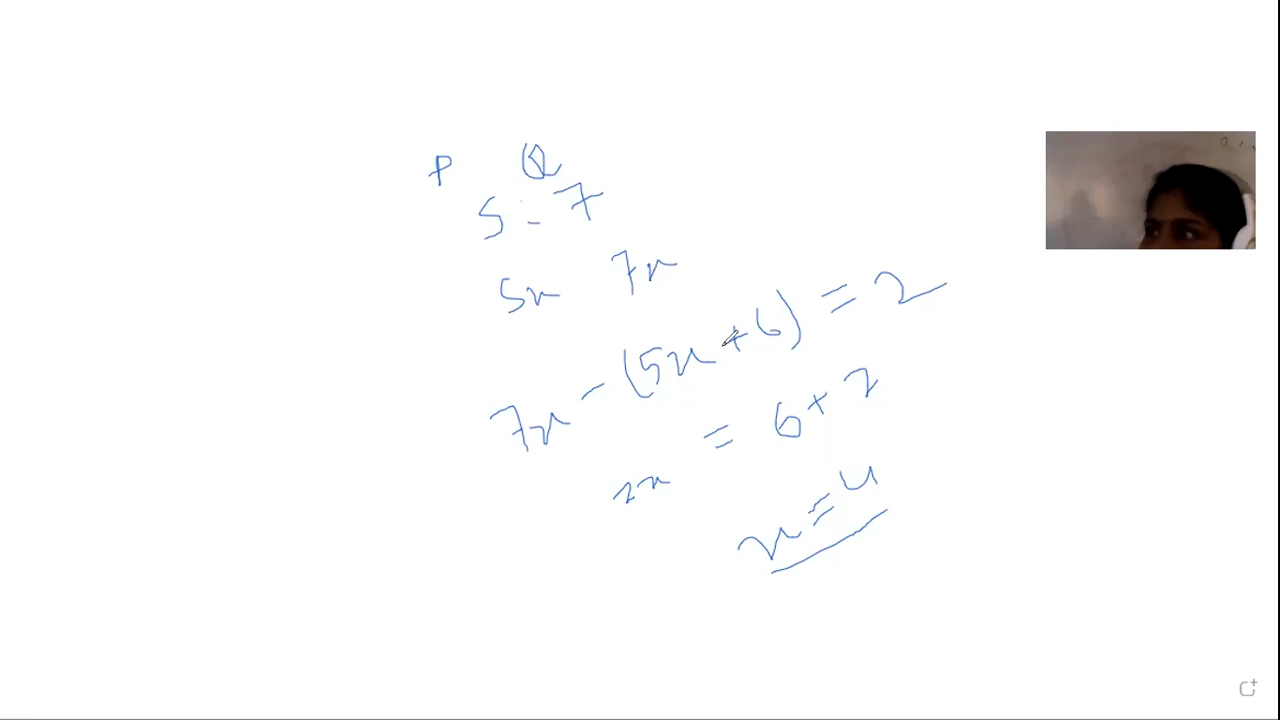 P Q
5 : 7
5x 7x
7x - (5x + 6) = 2
2x = 6 + 2
x = 4